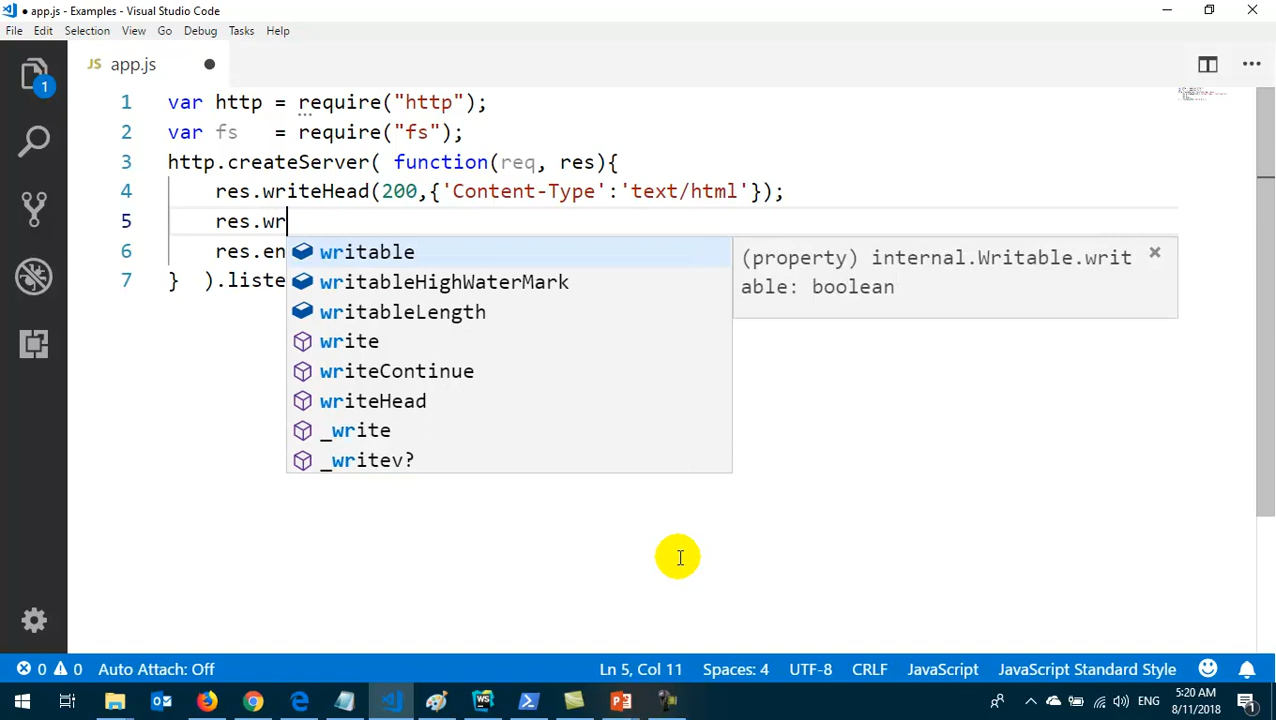 ● app.js - Examples - Visual Studio Code
File Edit Selection View Go Debug Tasks Help
JS app.js ●
1
1 var http = require("http");
2 var fs = require("fs");
3 http.createServer( function(req, res){
4 res.writeHead(200,{'Content-Type':'text/html'});
5 res.wr
6 res.en
7 } ).liste
writable
writableHighWaterMark
writableLength
write
writeContinue
writeHead
_write
_writev?
(property) internal.Writable.writ
able: boolean
0 0 Auto Attach: Off Ln 5, Col 11 Spaces: 4 UTF-8 CRLF JavaScript JavaScript Standard Style
WS
ENG
5:20 AM
8/11/2018
1